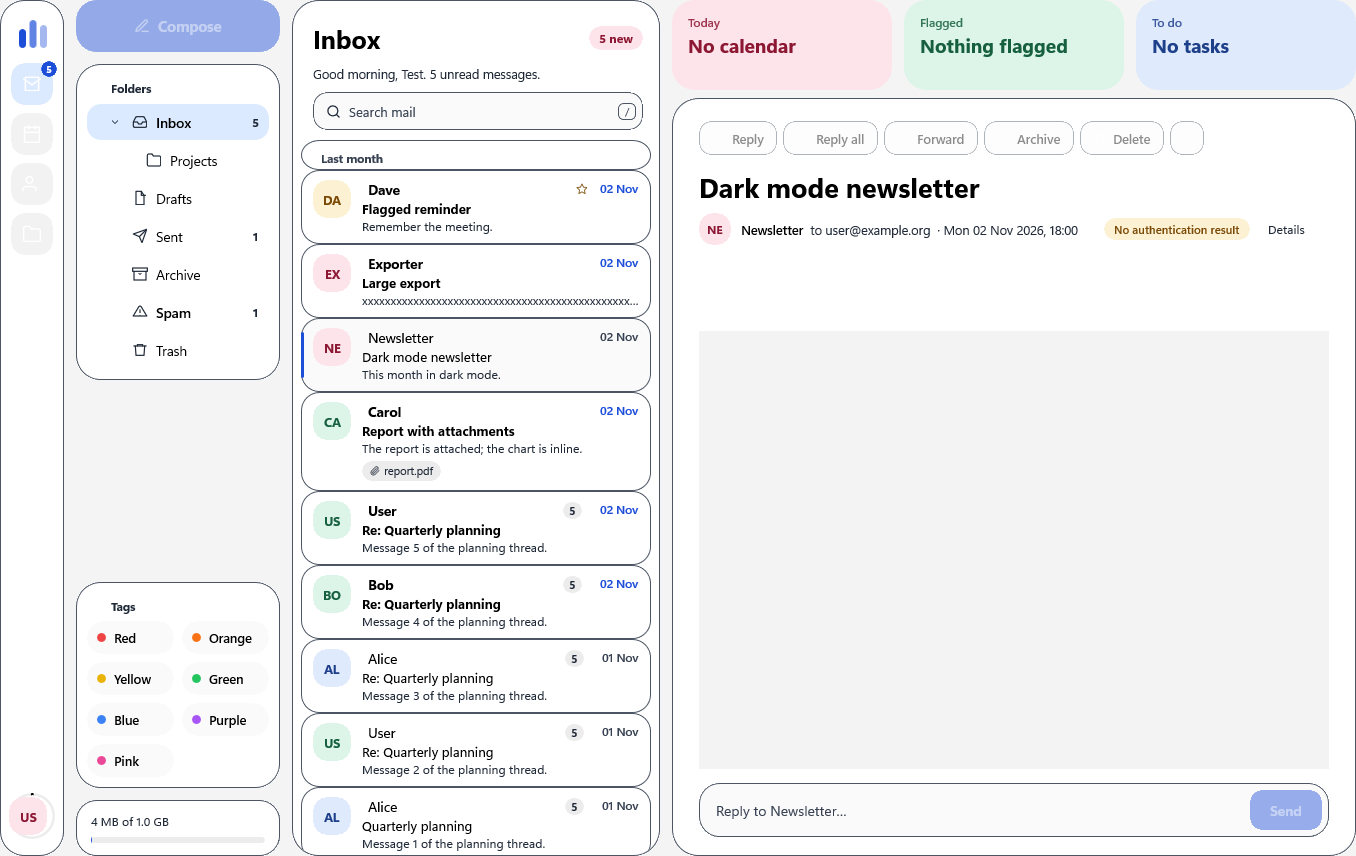 5
US
Compose
Folders
Inbox 5
Projects
Drafts
Sent 1
Archive
Spam 1
Trash
Tags
Red Orange
Yellow Green
Blue Purple
Pink
4 MB of 1.0 GB
Inbox 5 new
Good morning, Test. 5 unread messages.
Search mail /
Last month
DA Dave 02 Nov
Flagged reminder
Remember the meeting.
EX Exporter 02 Nov
Large export
NE Newsletter 02 Nov
Dark mode newsletter
This month in dark mode.
CA Carol 02 Nov
Report with attachments
The report is attached; the chart is inline.
report.pdf
US User 5 02 Nov
Re: Quarterly planning
Message 5 of the planning thread.
BO Bob 5 02 Nov
Re: Quarterly planning
Message 4 of the planning thread.
AL Alice 5 01 Nov
Re: Quarterly planning
Message 3 of the planning thread.
US User 5 01 Nov
Re: Quarterly planning
Message 2 of the planning thread.
AL Alice 5 01 Nov
Quarterly planning
Message 1 of the planning thread.
Today
No calendar
Flagged
Nothing flagged
To do
No tasks
Reply Reply all Forward Archive Delete
Dark mode newsletter
NE Newsletter to user@example.org · Mon 02 Nov 2026, 18:00 No authentication result Details
Reply to Newsletter... Send